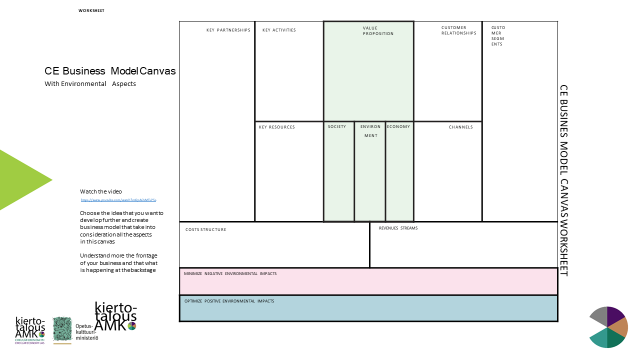 WORKSHEET
CE Business Model Canvas
With Environmental Aspects
Watch the video
Choose the idea that you want to
develop further and create
business model that take into
consideration all the aspects
in this canvas
Understand more the frontage
of your business and that what
is happening at the backstage
KEY PARTNERSHIPS
KEY ACTIVITIES
VALUE
PROPOSITION
CUSTOMER
RELATIONSHIPS
CUSTO
MER
SEGM
ENTS
KEY RESOURCES
SOCIETY
ENVIRON
MENT
ECONOMY
CHANNELS
COSTS STRUCTURE
REVENUES STREAMS
MINIMIZE NEGATIVE ENVIRONMENTAL IMPACTS
OPTIMIZE POSITIVE ENVIRONMENTAL IMPACTS
CE BUSINES MODEL CANVAS WORKSHEET
kierto-
talous
AMK
Opetus-
kulttuuri-
ministeriö
kierto-
talous
AMK